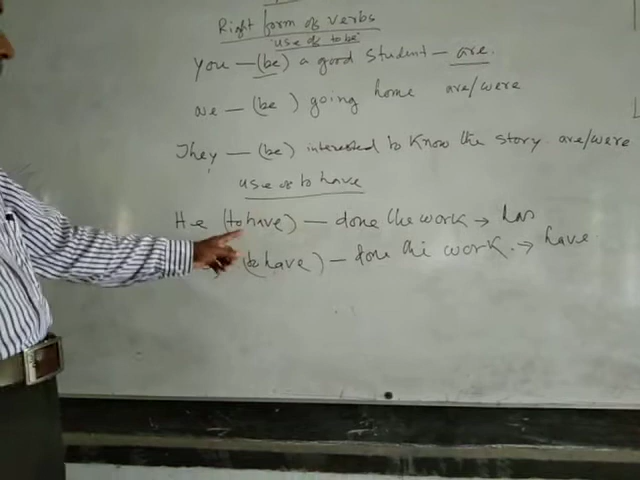 Right form of verbs
use of to be
You — (be) a good student — are.
we — (be) going home are/were
They — (be) interested to know the story. are/were
use of to have
He (to have) — done the work → has
(to have) — done the work. → have